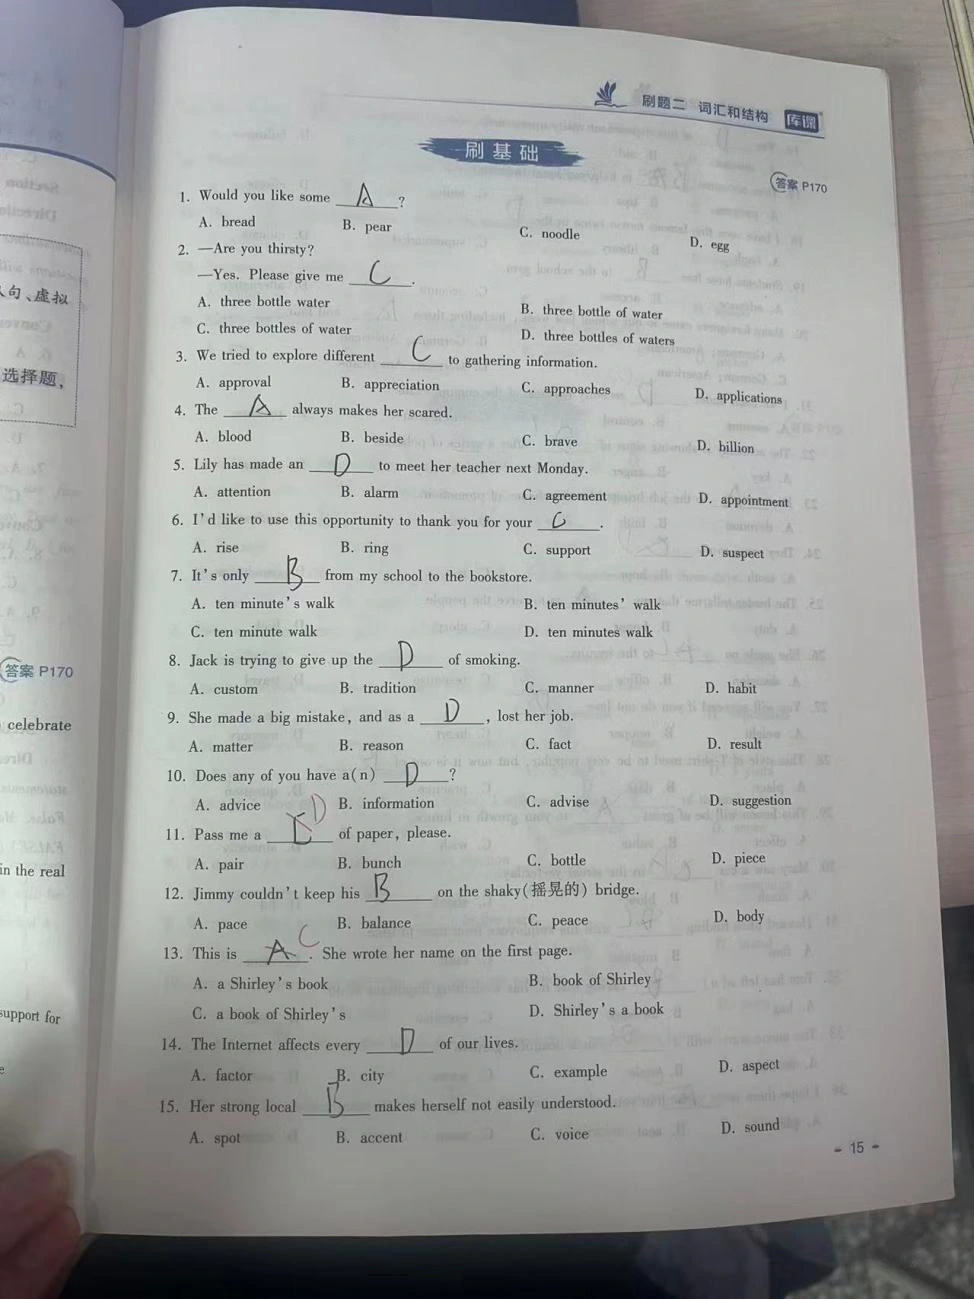 刷题二 词汇和结构 库课
刷基础
答案 P170
1. Would you like some A ?
A. bread B. pear C. noodle D. egg
2. —Are you thirsty?
—Yes. Please give me C .
A. three bottle water B. three bottle of water
C. three bottles of water D. three bottles of waters
3. We tried to explore different C to gathering information.
A. approval B. appreciation C. approaches D. applications
4. The A always makes her scared.
A. blood B. beside C. brave D. billion
5. Lily has made an D to meet her teacher next Monday.
A. attention B. alarm C. agreement D. appointment
6. I'd like to use this opportunity to thank you for your C .
A. rise B. ring C. support D. suspect
7. It's only B from my school to the bookstore.
A. ten minute's walk B. ten minutes' walk
C. ten minute walk D. ten minutes walk
8. Jack is trying to give up the D of smoking.
A. custom B. tradition C. manner D. habit
9. She made a big mistake, and as a D , lost her job.
A. matter B. reason C. fact D. result
10. Does any of you have a(n) D ?
A. advice B. information C. advise D. suggestion
D
11. Pass me a of paper, please.
A. pair B. bunch C. bottle D. piece
12. Jimmy couldn't keep his B on the shaky(摇晃的) bridge.
A. pace B. balance C. peace D. body
13. This is A C . She wrote her name on the first page.
A. a Shirley's book B. book of Shirley
C. a book of Shirley's D. Shirley's a book
14. The Internet affects every D of our lives.
A. factor B. city C. example D. aspect
15. Her strong local B makes herself not easily understood.
A. spot B. accent C. voice D. sound
- 15 -
句、虚拟
选择题,
答案 P170
celebrate
in the real
support for